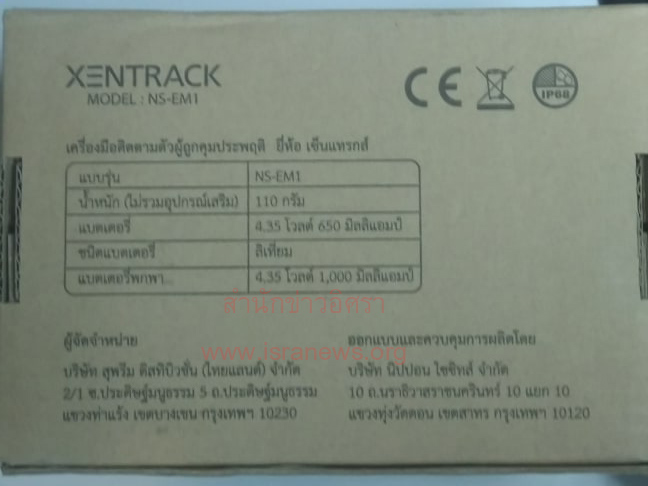 XENTRACK
MODEL : NS-EM1
CE IP68
เครื่องมือติดตามตัวผู้ถูกคุมประพฤติ ยี่ห้อ เซ็นแทรกส์
แบบรุ่น NS-EM1
น้ำหนัก (ไม่รวมอุปกรณ์เสริม) 110 กรัม
แบตเตอรี่ 4.35 โวลต์ 650 มิลลิแอมป์
ชนิดแบตเตอรี่ ลิเทียม
แบตเตอรี่พกพา 4.35 โวลต์ 1,000 มิลลิแอมป์
สำนักข่าวอิศรา
ผู้จัดจำหน่าย
บริษัท สุพรีม ดิสทิบิวชั่น (ไทยแลนด์) จำกัด
2/1 ซ.ประดิษฐ์มนูธรรม 5 ถ.ประดิษฐ์มนูธรรม
แขวงท่าแร้ง เขตบางเขน กรุงเทพฯ 10230
ออกแบบและควบคุมการผลิตโดย
บริษัท นิปปอน ไซซิทส์ จำกัด
10 ถ.นราธิวาสราชนครินทร์ 10 แยก 10
แขวงทุ่งวัดดอน เขตสาทร กรุงเทพฯ 10120
www.isranews.org